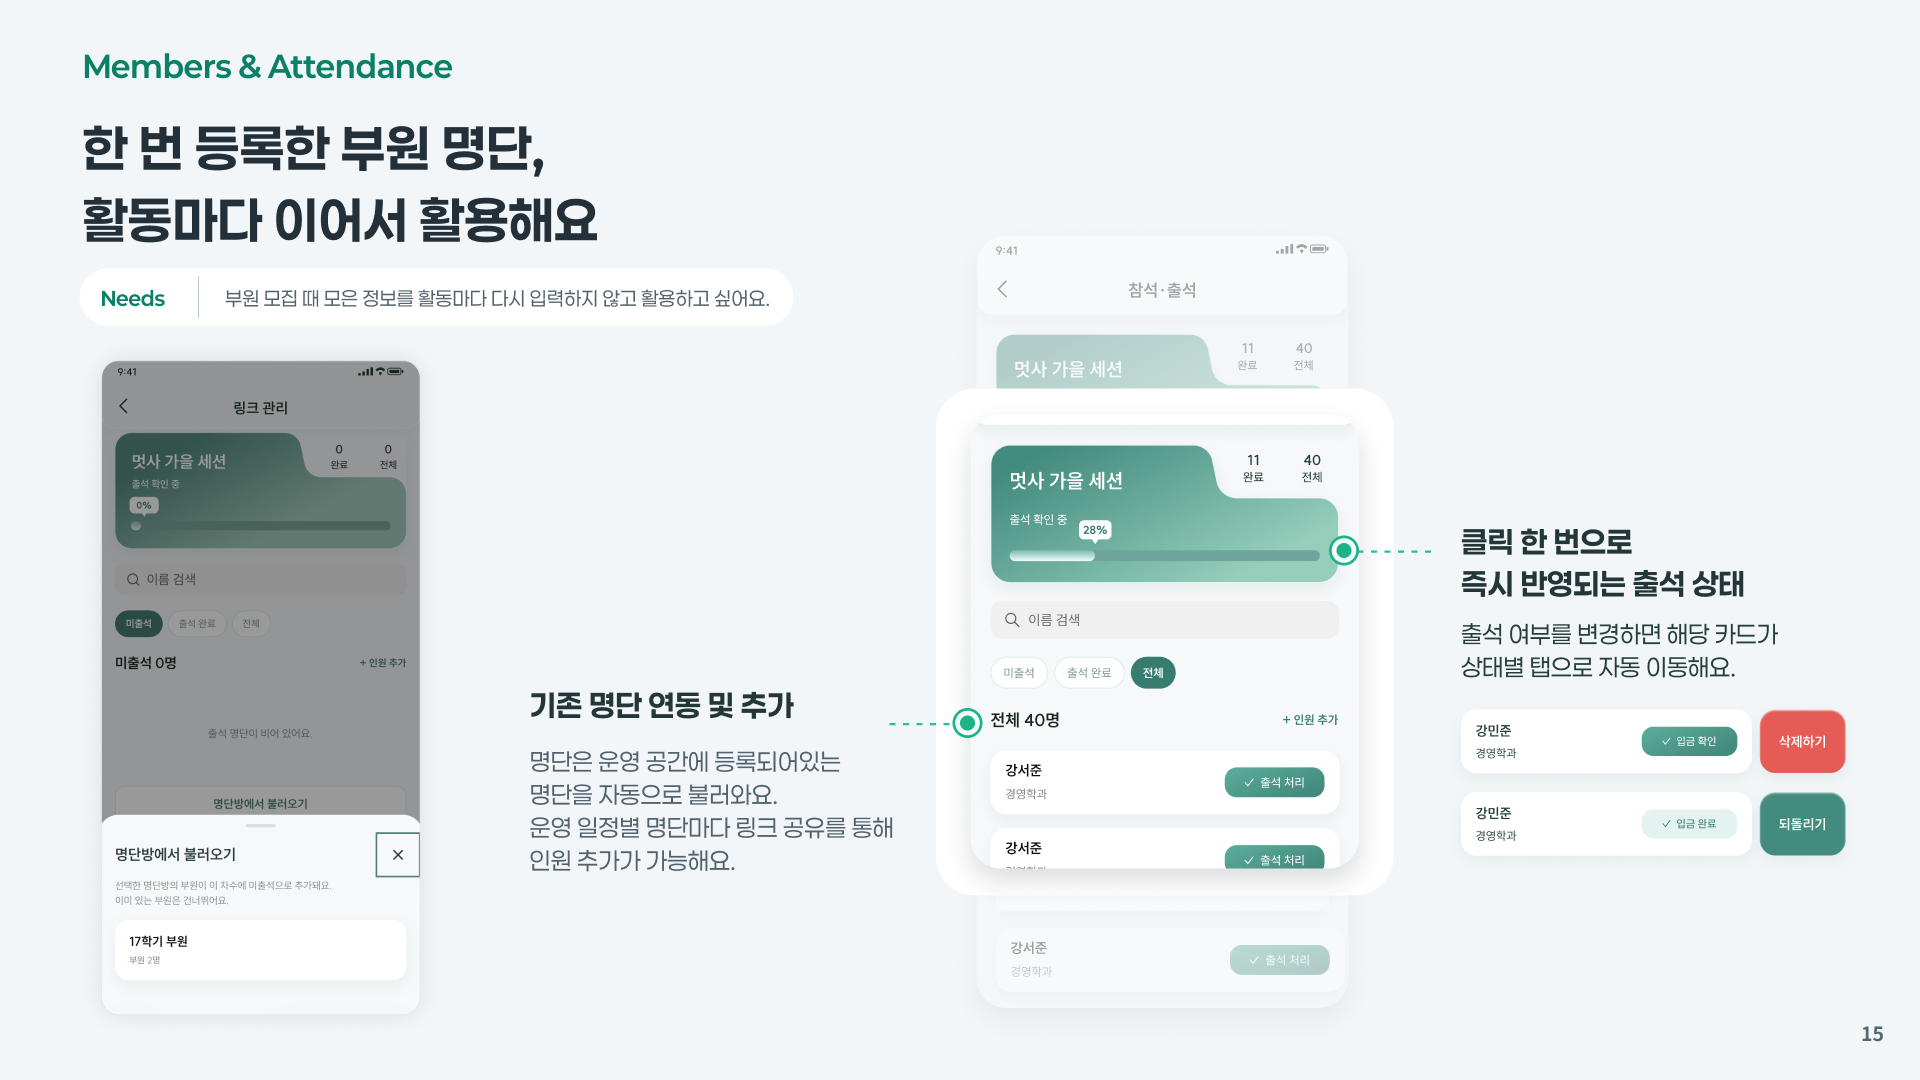 Members & Attendance
한 번 등록한 부원 명단,
활동마다 이어서 활용해요
Needs
부원 모집 때 모은 정보를 활동마다 다시 입력하지 않고 활용하고 싶어요.
9:41
링크 관리
멋사 가을 세션
출석 확인 중
0%
0
완료
0
전체
이름 검색
미출석
출석 완료
전체
미출석 0명
+ 인원 추가
출석 명단이 비어 있어요.
명단방에서 불러오기
명단방에서 불러오기
선택한 명단방의 부원이 이 차수에 미출석으로 추가돼요.
이미 있는 부원은 건너뛰어요.
17학기 부원
부원 2명
기존 명단 연동 및 추가
명단은 운영 공간에 등록되어있는
명단을 자동으로 불러와요.
운영 일정별 명단마다 링크 공유를 통해
인원 추가가 가능해요.
9:41
참석·출석
멋사 가을 세션
11
완료
40
전체
멋사 가을 세션
11
완료
40
전체
출석 확인 중
28%
이름 검색
미출석
출석 완료
전체
전체 40명
+ 인원 추가
강서준
경영학과
출석 처리
강서준
출석 처리
강서준
경영학과
출석 처리
클릭 한 번으로
즉시 반영되는 출석 상태
출석 여부를 변경하면 해당 카드가
상태별 탭으로 자동 이동해요.
강민준
경영학과
입금 확인
삭제하기
강민준
경영학과
입금 완료
되돌리기
15